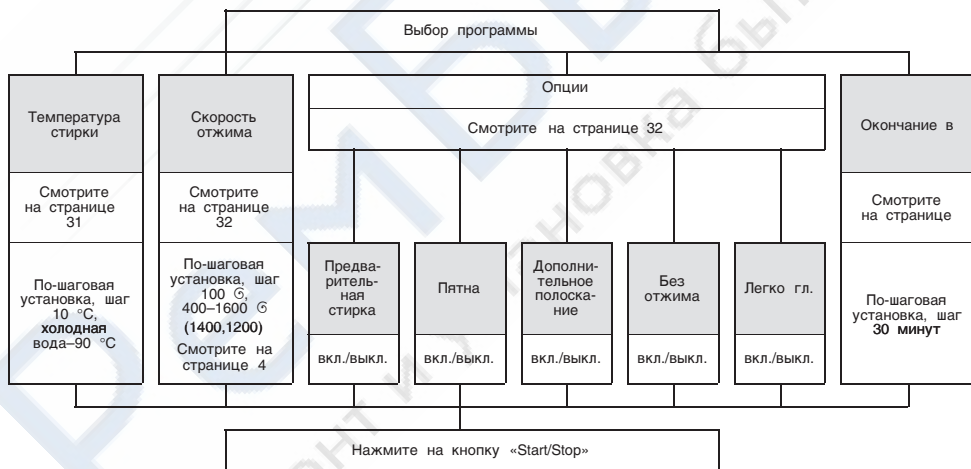 Выбор программы
Температура
стирки
Смотрите
на странице
31
По-шаговая
установка, шаг
10 °C,
холодная
вода–90 °C
Скорость
отжима
Смотрите
на странице
32
По-шаговая
установка, шаг
100
400–1600
(1400,1200)
Смотрите на
странице 4
Опции
Смотрите на странице 32
Предва-
ритель-
ная
стирка
вкл./выкл.
Пятна
вкл./выкл.
Дополни-
тельное
полоска-
ние
вкл./выкл.
Без
отжима
вкл./выкл.
Легко гл.
вкл./выкл.
Окончание в
Смотрите
на странице
По-шаговая
установка, шаг
30 минут
Нажмите на кнопку «Start/Stop»